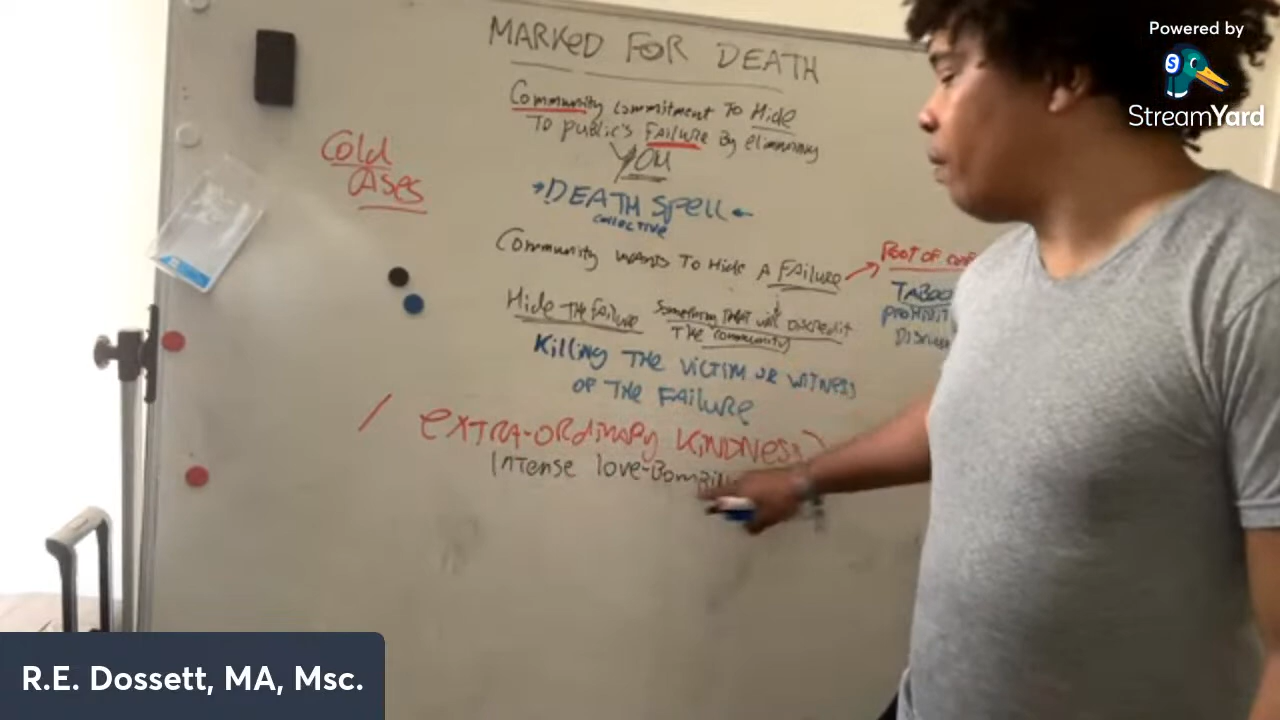 Powered by
StreamYard
MARKED FOR DEATH
Community commitment To Hide
To public's FAILURE By eliminating
YOU
DEATH Spell
collective
Cold
CASES
Community WANTS To Hide A FAILURE
ROOT OF
TABOO
Hide THE FAILURE
Something THAT will DISCREDIT
THE community
Killing THE VICTIM OR WITNESS
OF THE FAILURE
EXTRA-ORDINARY KINDNESS
INTENSE love-Bombing
R.E. Dossett, MA, Msc.